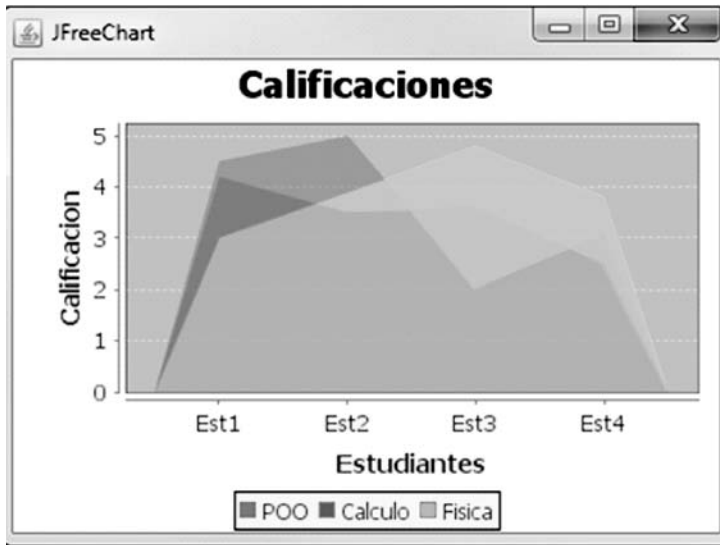 JFreeChart
Calificaciones
Calificacion
5
4
3
2
1
0
Est1 Est2 Est3 Est4
Estudiantes
POO Calculo Fisica